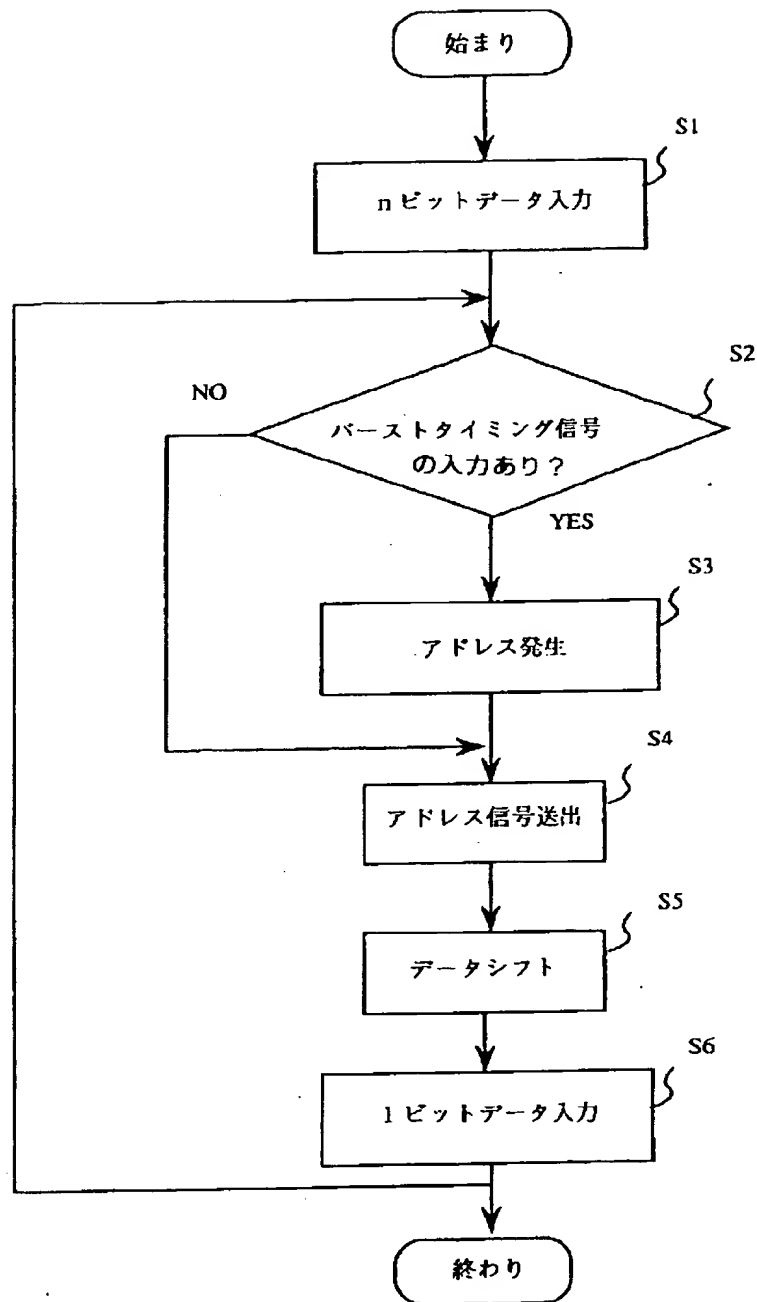 始まり
S1
nビットデータ入力
S2
NO
バーストタイミング信号
の入力あり？
YES
S3
アドレス発生
S4
アドレス信号送出
S5
データシフト
S6
1ビットデータ入力
終わり